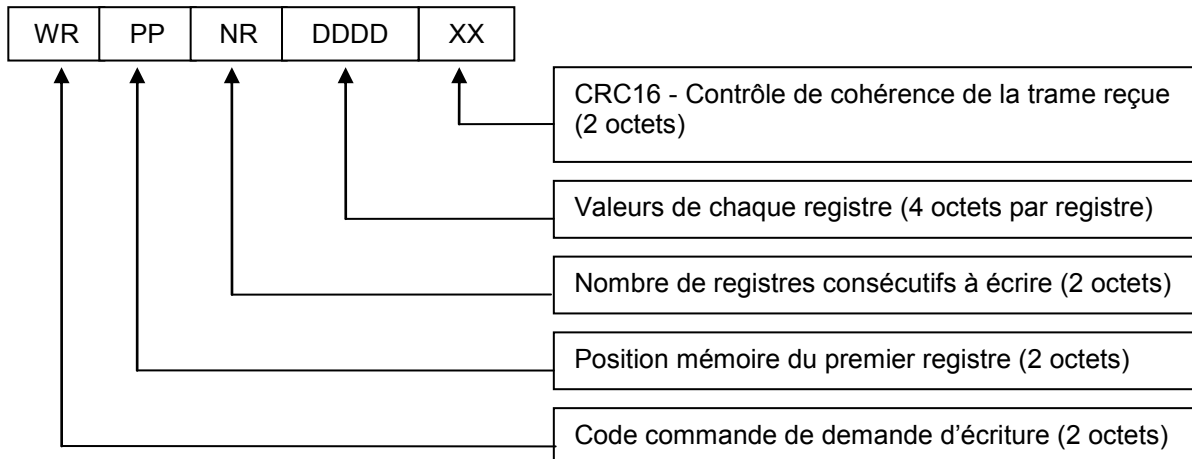 WR PP NR DDDD XX
CRC16 - Contrôle de cohérence de la trame reçue
(2 octets)
Valeurs de chaque registre (4 octets par registre)
Nombre de registres consécutifs à écrire (2 octets)
Position mémoire du premier registre (2 octets)
Code commande de demande d'écriture (2 octets)